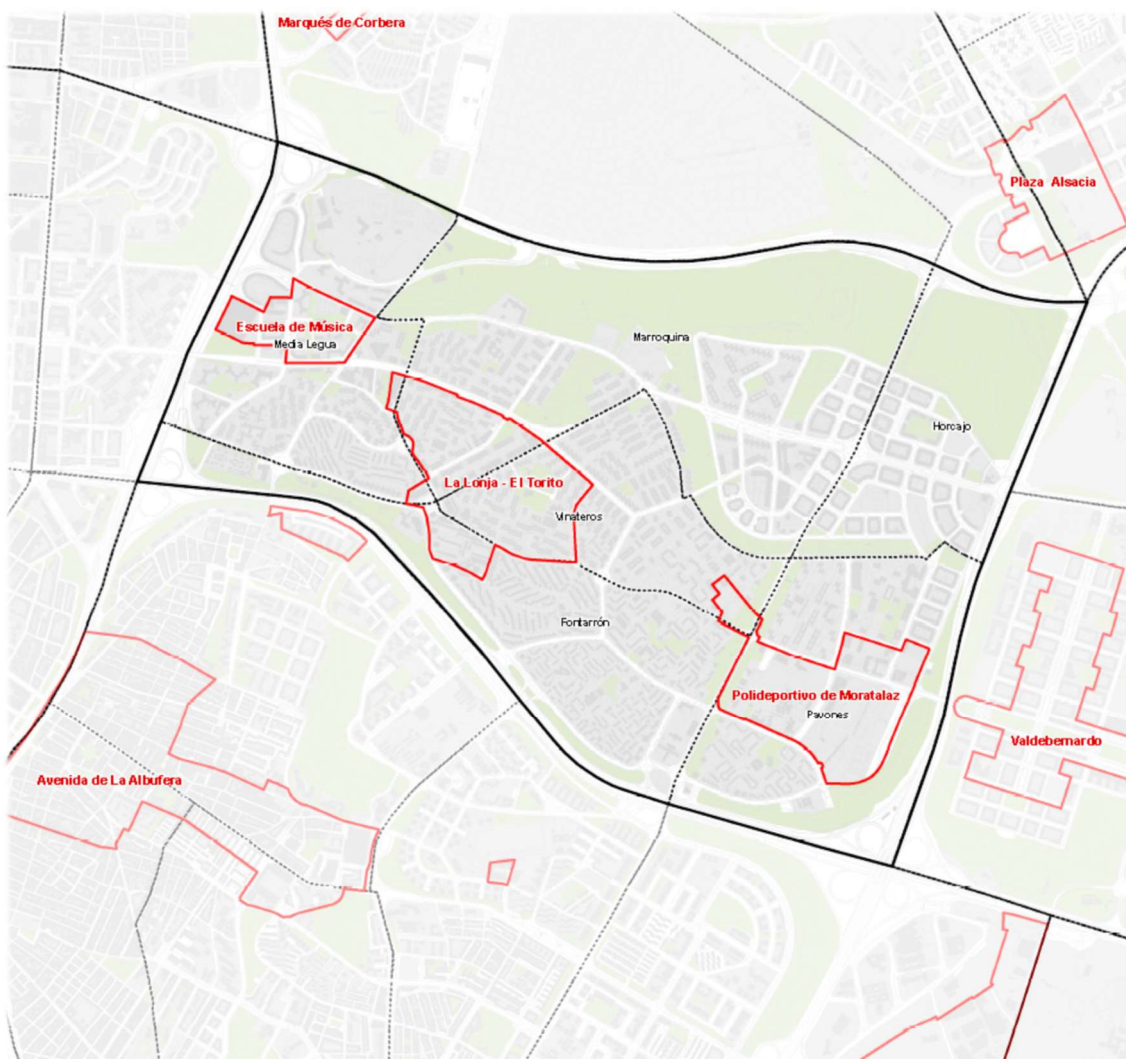 Marqués de Corbera
Plaza Alsacia
Escuela de Música
Media Legua
Marroquina
Horcajo
La Lonja - El Torito
Vinateros
Fontarrón
Polideportivo de Moratalaz
Pavones
Valdebernardo
Avenida de La Albufera